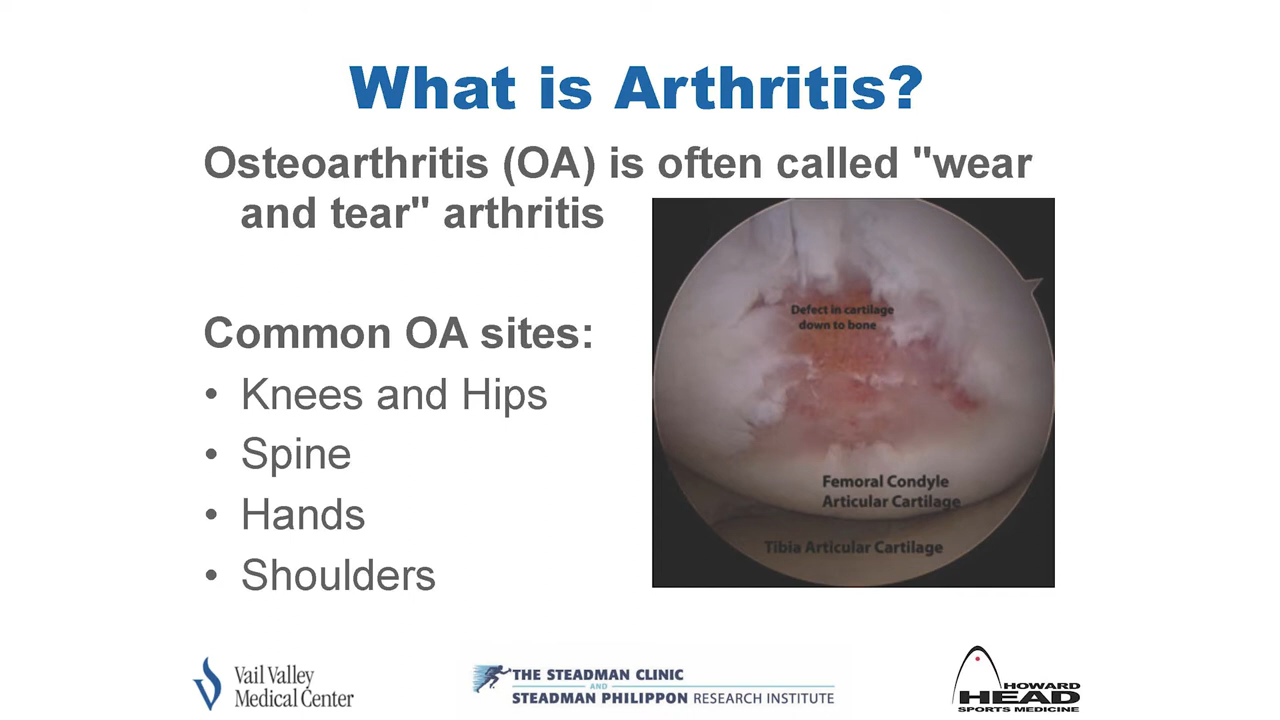 What is Arthritis?
Osteoarthritis (OA) is often called "wear
and tear" arthritis
Common OA sites:
• Knees and Hips
• Spine
• Hands
• Shoulders
Defect in cartilage
down to bone
Femoral Condyle
Articular Cartilage
Tibia Articular Cartilage
Vail Valley
Medical Center
THE STEADMAN CLINIC
AND
STEADMAN PHILIPPON RESEARCH INSTITUTE
HOWARD
HEAD
SPORTS MEDICINE